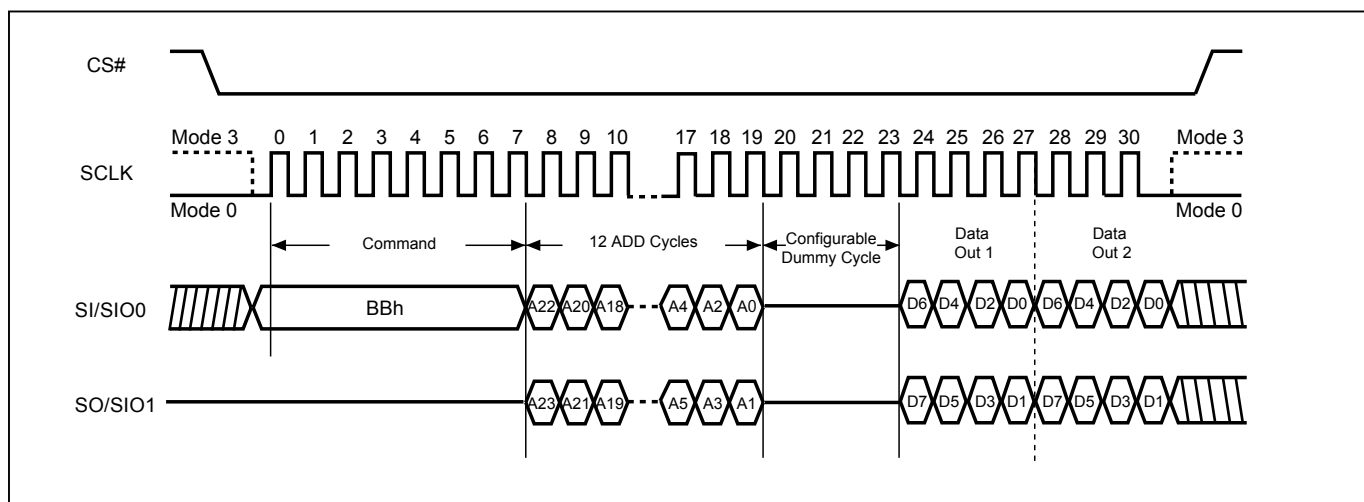 CS#
Mode 3 0 1 2 3 4 5 6 7 8 9 10 17 18 19 20 21 22 23 24 25 26 27 28 29 30 Mode 3
SCLK
Mode 0 Mode 0
Command 12 ADD Cycles Configurable Dummy Cycle Data Out 1 Data Out 2
SI/SIO0 BBh A22 A20 A18 A4 A2 A0 D6 D4 D2 D0 D6 D4 D2 D0
SO/SIO1 A23 A21 A19 A5 A3 A1 D7 D5 D3 D1 D7 D5 D3 D1